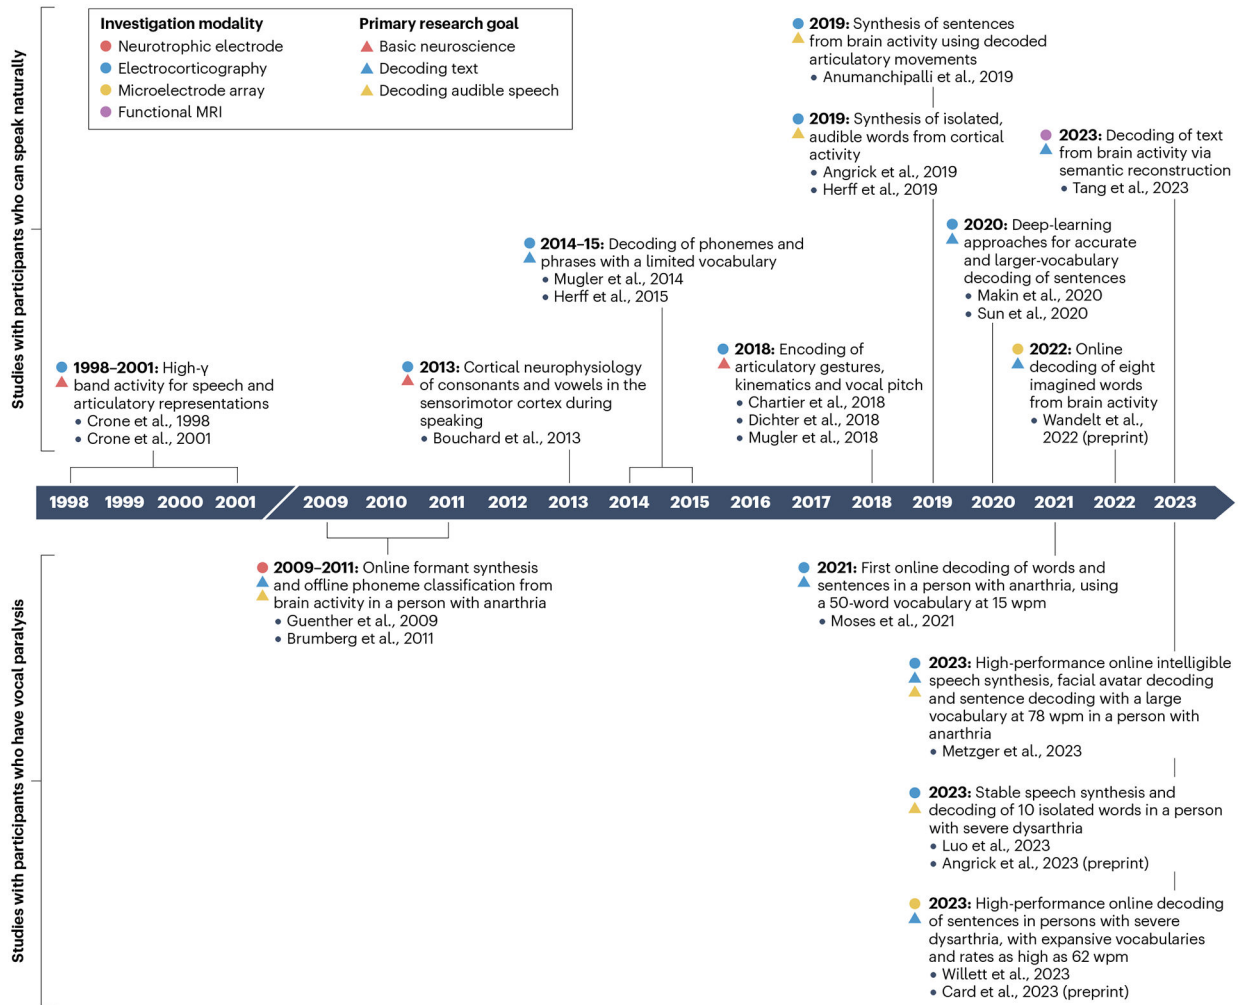 Investigation modality
Neurotrophic electrode
Electrocorticography
Microelectrode array
Functional MRI
Primary research goal
Basic neuroscience
Decoding text
Decoding audible speech
Studies with participants who can speak naturally
1998–2001: High-γ
band activity for speech and
articulatory representations
• Crone et al., 1998
• Crone et al., 2001
2013: Cortical neurophysiology
of consonants and vowels in the
sensorimotor cortex during
speaking
• Bouchard et al., 2013
2014–15: Decoding of phonemes and
phrases with a limited vocabulary
• Mugler et al., 2014
• Herff et al., 2015
2018: Encoding of
articulatory gestures,
kinematics and vocal pitch
• Chartier et al., 2018
• Dichter et al., 2018
• Mugler et al., 2018
2019: Synthesis of sentences
from brain activity using decoded
articulatory movements
• Anumanchipalli et al., 2019
2019: Synthesis of isolated,
audible words from cortical
activity
• Angrick et al., 2019
• Herff et al., 2019
2020: Deep-learning
approaches for accurate
and larger-vocabulary
decoding of sentences
• Makin et al., 2020
• Sun et al., 2020
2022: Online
decoding of eight
imagined words
from brain activity
• Wandelt et al.,
2022 (preprint)
2023: Decoding of text
from brain activity via
semantic reconstruction
• Tang et al., 2023
1998 1999 2000 2001 2009 2010 2011 2012 2013 2014 2015 2016 2017 2018 2019 2020 2021 2022 2023
Studies with participants who have vocal paralysis
2009–2011: Online formant synthesis
and offline phoneme classification from
brain activity in a person with anarthria
• Guenther et al., 2009
• Brumberg et al., 2011
2021: First online decoding of words and
sentences in a person with anarthria, using
a 50-word vocabulary at 15 wpm
• Moses et al., 2021
2023: High-performance online intelligible
speech synthesis, facial avatar decoding
and sentence decoding with a large
vocabulary at 78 wpm in a person with
anarthria
• Metzger et al., 2023
2023: Stable speech synthesis and
decoding of 10 isolated words in a person
with severe dysarthria
• Luo et al., 2023
• Angrick et al., 2023 (preprint)
2023: High-performance online decoding
of sentences in persons with severe
dysarthria, with expansive vocabularies
and rates as high as 62 wpm
• Willett et al., 2023
• Card et al., 2023 (preprint)